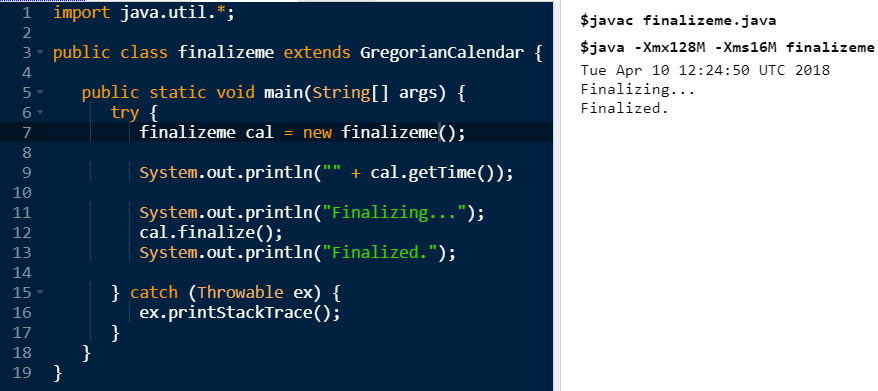 1 import java.util.*;
2
3 public class finalizeme extends GregorianCalendar {
4
5 public static void main(String[] args) {
6 try {
7 finalizeme cal = new finalizeme();
8
9 System.out.println("" + cal.getTime());
10
11 System.out.println("Finalizing...");
12 cal.finalize();
13 System.out.println("Finalized.");
14
15 } catch (Throwable ex) {
16 ex.printStackTrace();
17 }
18 }
19 }
$javac finalizeme.java
$java -Xmx128M -Xms16M finalizeme
Tue Apr 10 12:24:50 UTC 2018
Finalizing...
Finalized.